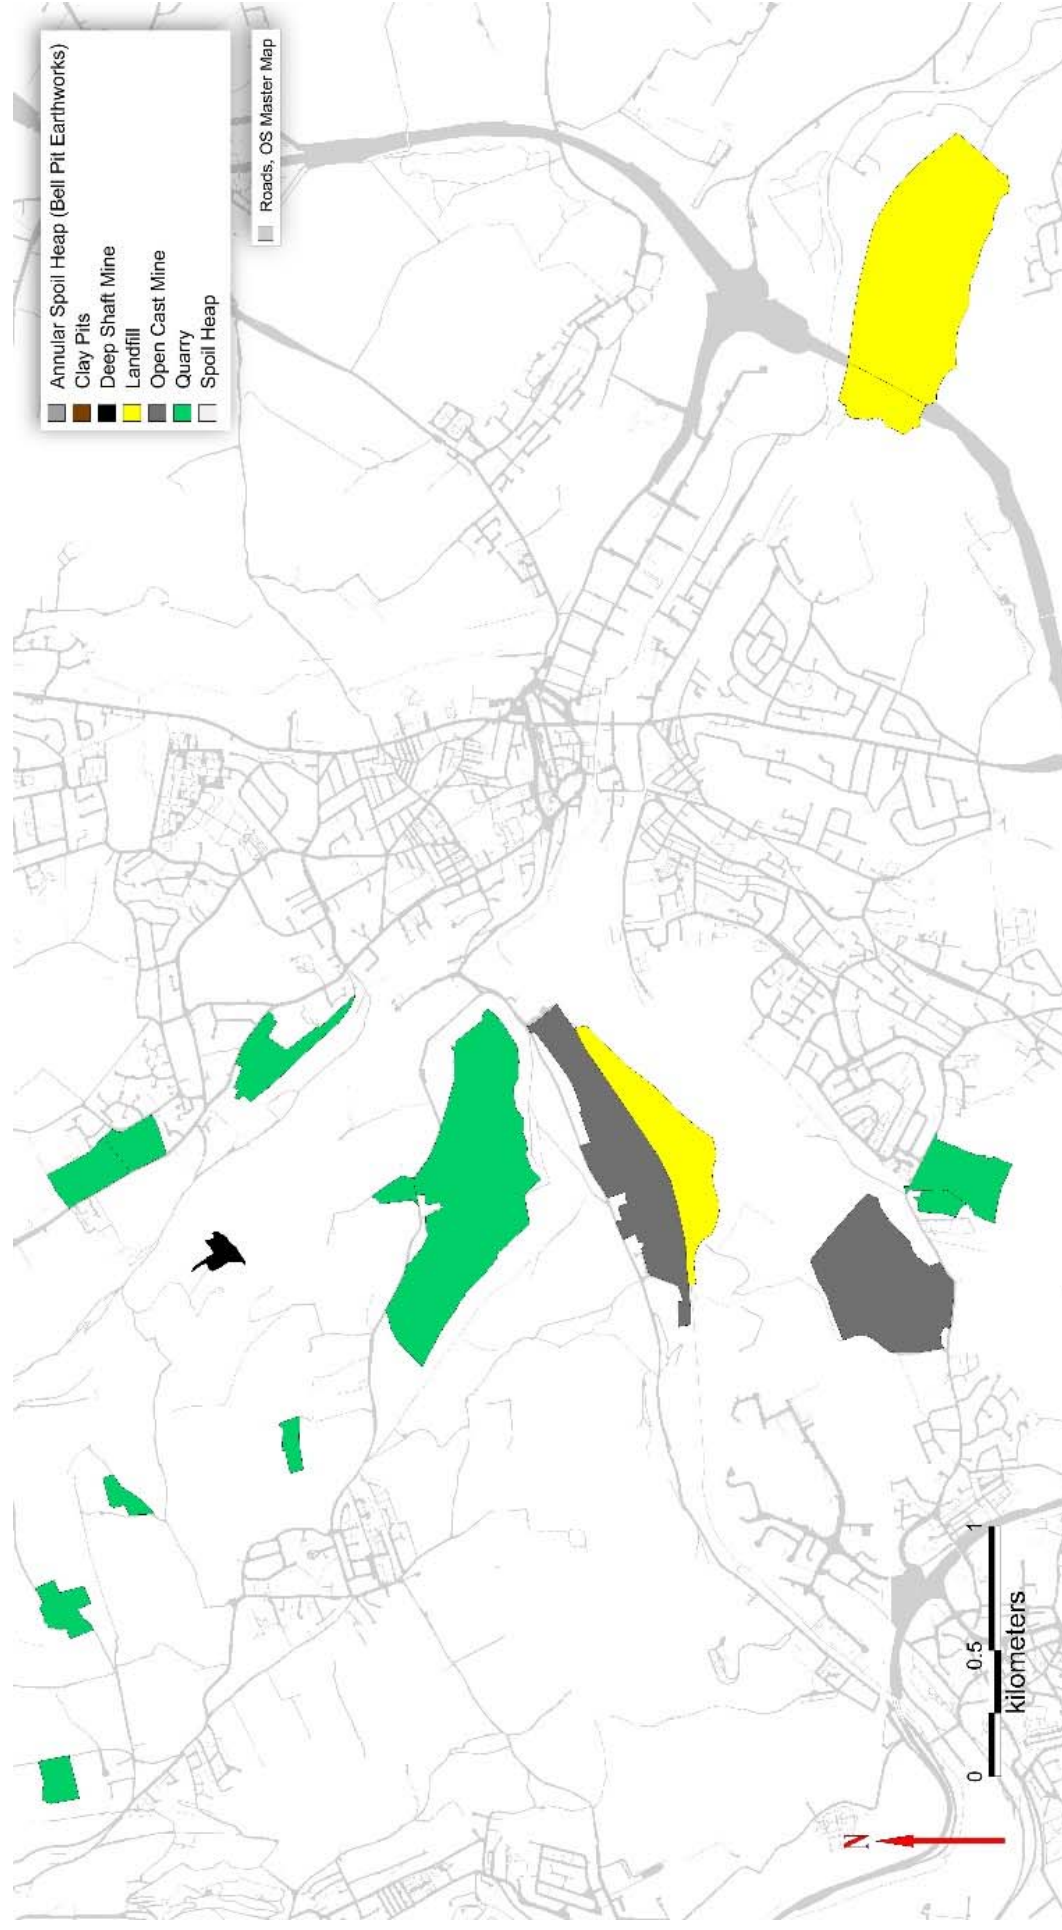 Annular Spoil Heap (Bell Pit Earthworks)
Clay Pits
Deep Shaft Mine
Landfill
Open Cast Mine
Quarry
Spoil Heap
Roads, OS Master Map
0 0.5 1
kilometers
N